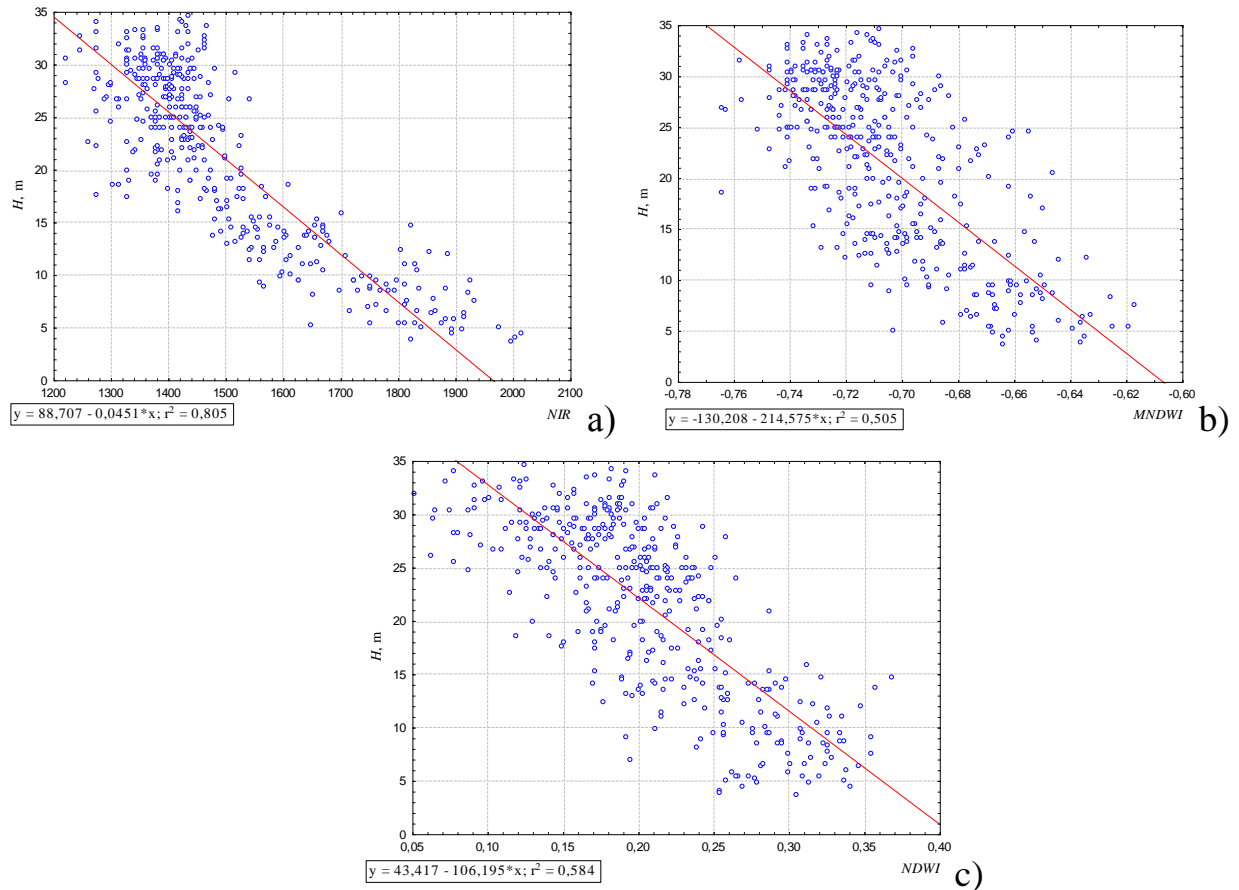 35
30
25
20
15
10
5
0
H, m
1200 1300 1400 1500 1600 1700 1800 1900 2000 2100
NIR
y = 88,707 - 0,0451*x; r² = 0,805
a)
35
30
25
20
15
10
5
0
H, m
-0,78 -0,76 -0,74 -0,72 -0,70 -0,68 -0,66 -0,64 -0,62 -0,60
MNDWI
y = -130,208 - 214,575*x; r² = 0,505
b)
35
30
25
20
15
10
5
0
H, m
0,05 0,10 0,15 0,20 0,25 0,30 0,35 0,40
NDWI
y = 43,417 - 106,195*x; r² = 0,584
c)